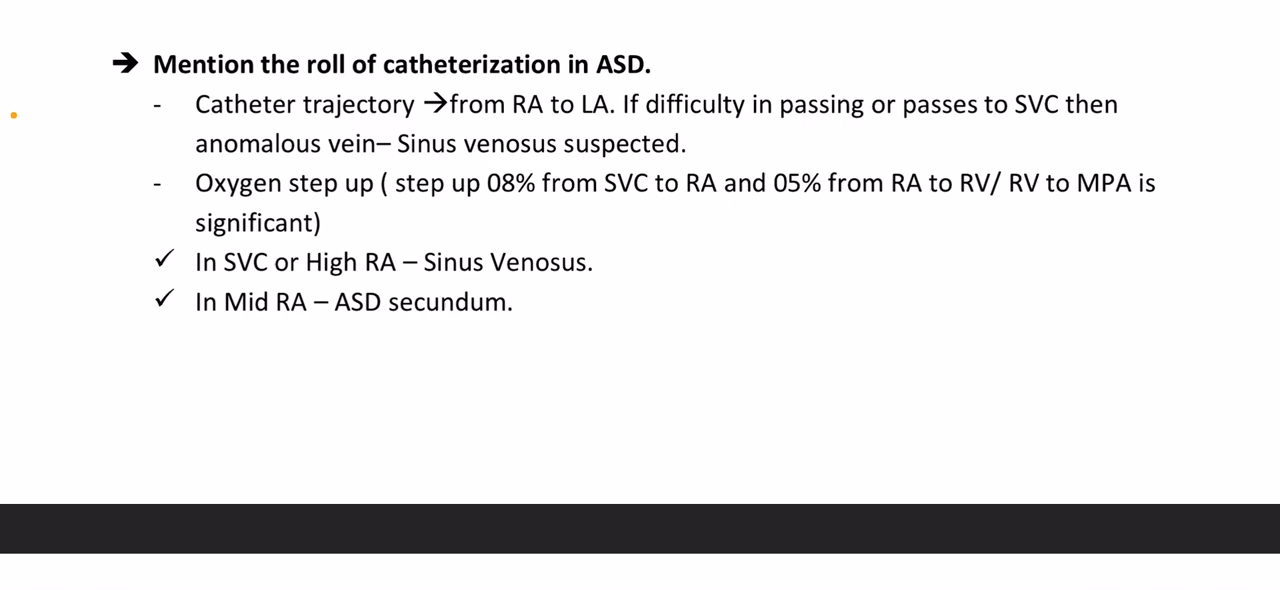 ➔ Mention the roll of catheterization in ASD.
- Catheter trajectory →from RA to LA. If difficulty in passing or passes to SVC then
anomalous vein– Sinus venosus suspected.
- Oxygen step up ( step up 08% from SVC to RA and 05% from RA to RV/ RV to MPA is
significant)
✓ In SVC or High RA – Sinus Venosus.
✓ In Mid RA – ASD secundum.